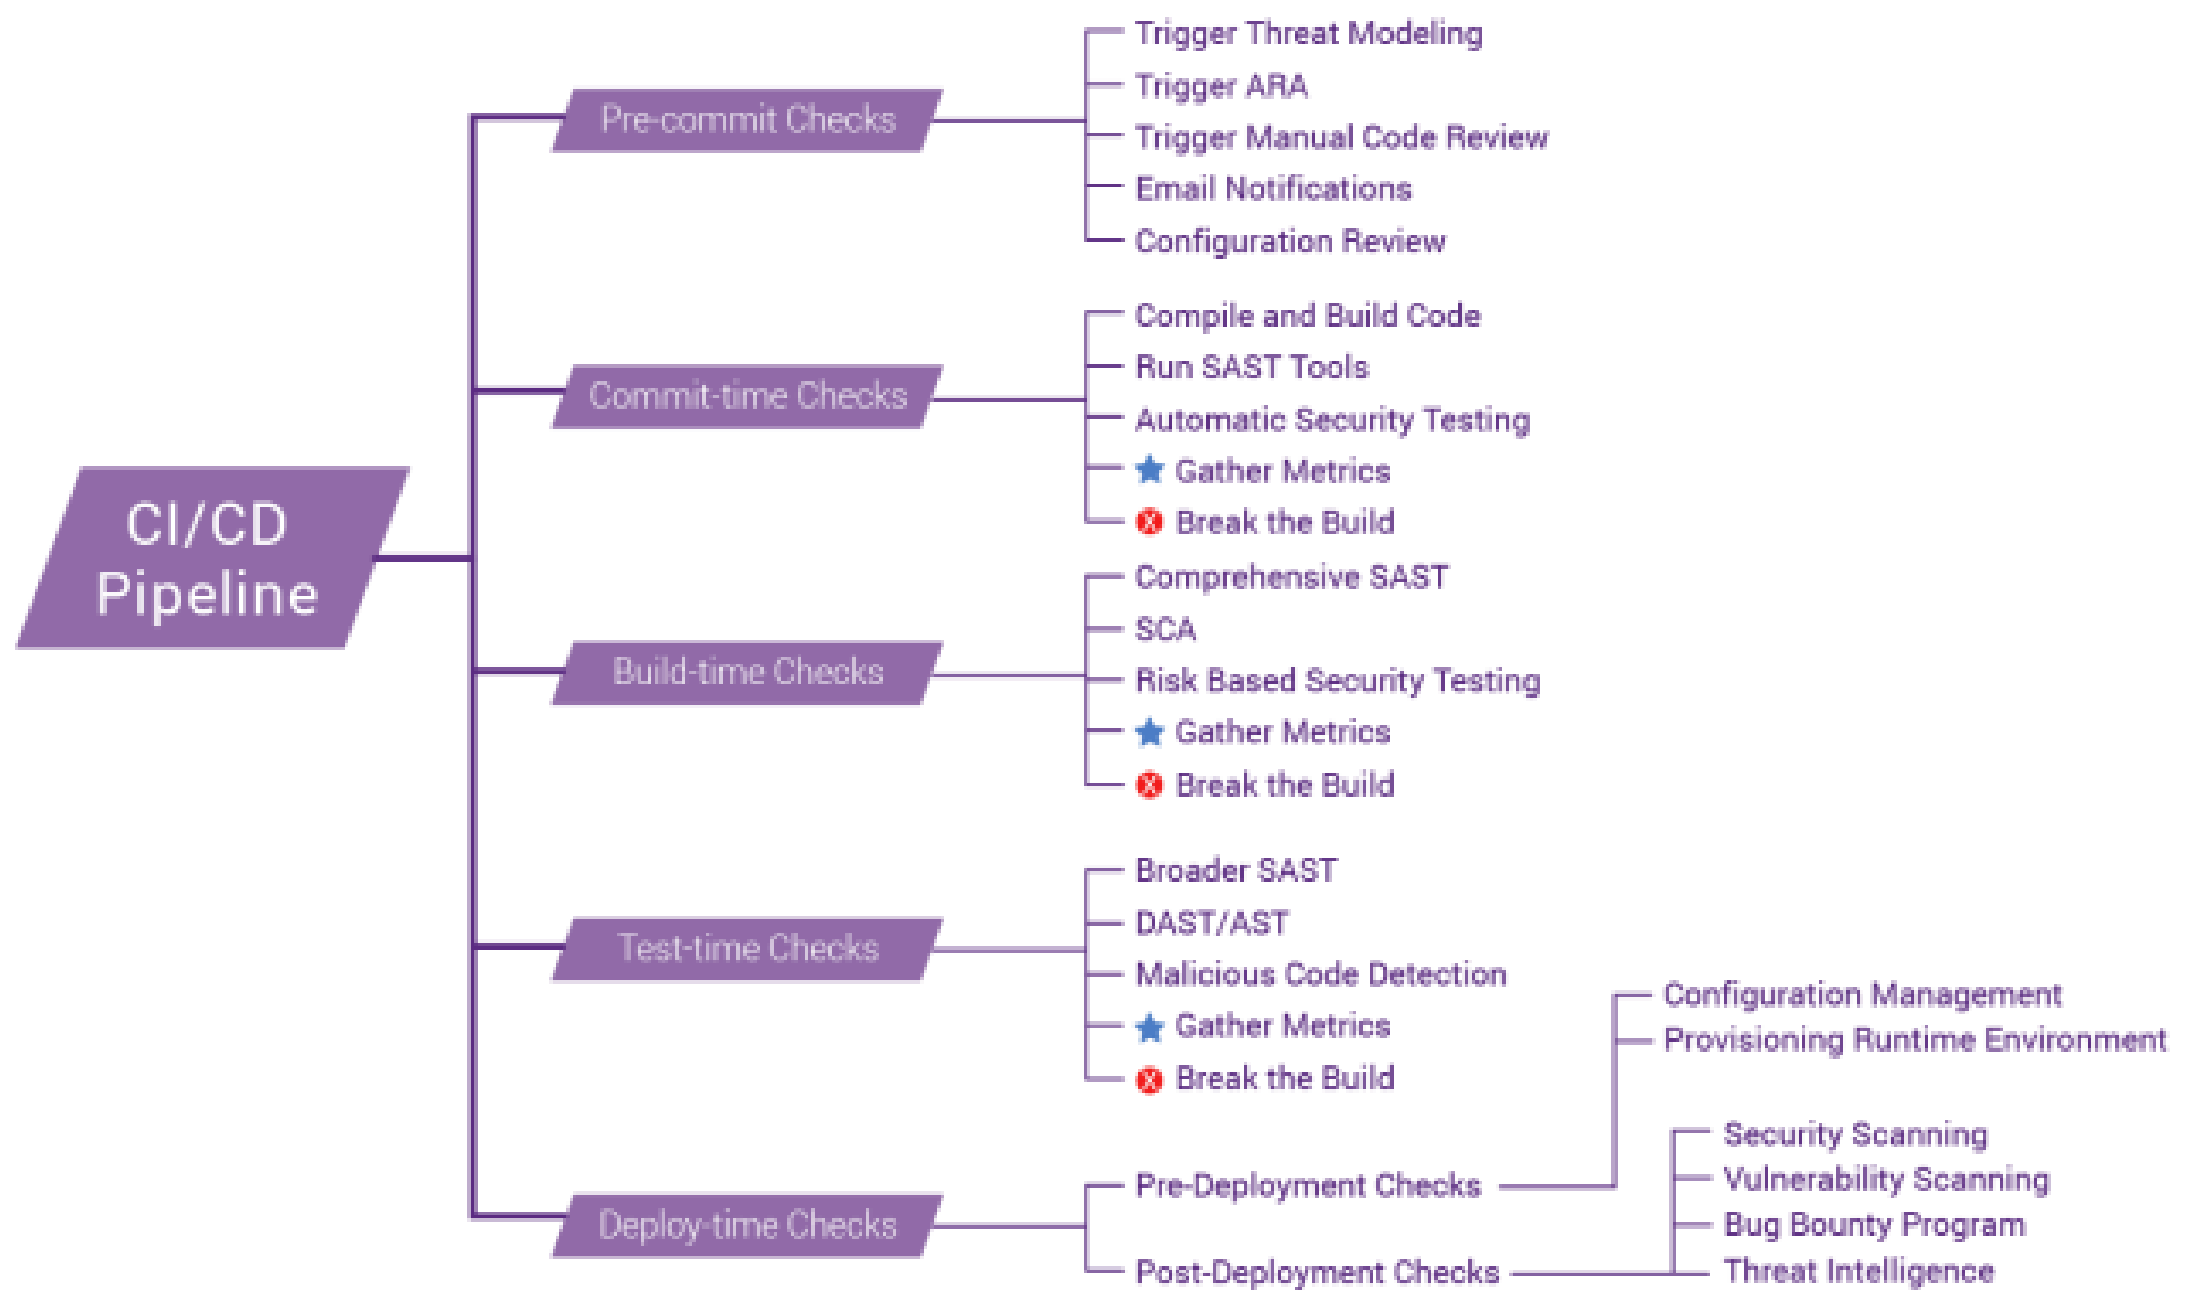 CI/CD
Pipeline
Pre-commit Checks
Trigger Threat Modeling
Trigger ARA
Trigger Manual Code Review
Email Notifications
Configuration Review
Commit-time Checks
Compile and Build Code
Run SAST Tools
Automatic Security Testing
Gather Metrics
Break the Build
Build-time Checks
Comprehensive SAST
SCA
Risk Based Security Testing
Gather Metrics
Break the Build
Test-time Checks
Broader SAST
DAST/AST
Malicious Code Detection
Gather Metrics
Break the Build
Deploy-time Checks
Pre-Deployment Checks
Configuration Management
Provisioning Runtime Environment
Post-Deployment Checks
Security Scanning
Vulnerability Scanning
Bug Bounty Program
Threat Intelligence